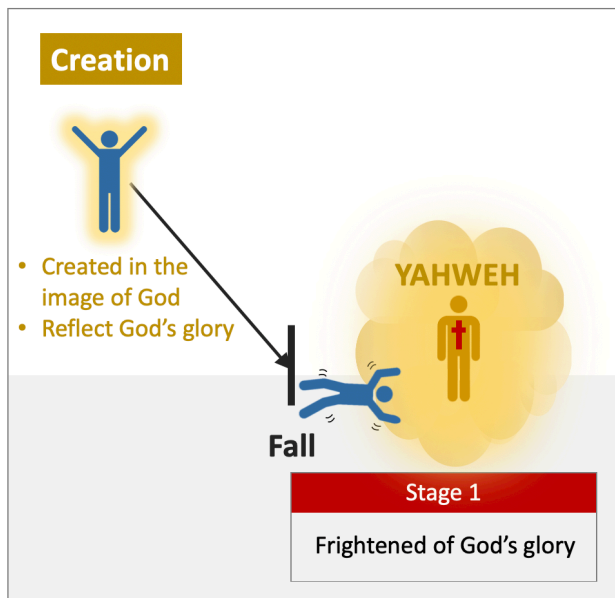 Creation
• Created in the
image of God
• Reflect God's glory
YAHWEH
Fall
Stage 1
Frightened of God's glory